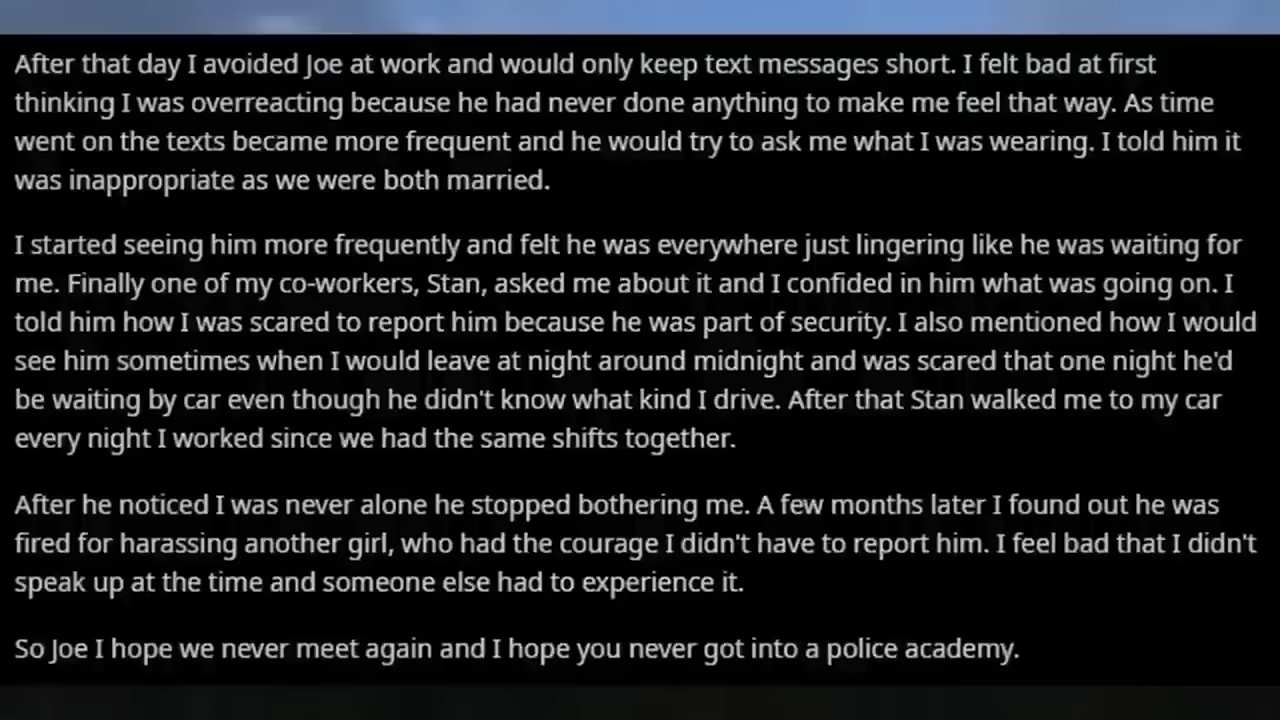 After that day I avoided Joe at work and would only keep text messages short. I felt bad at first
thinking I was overreacting because he had never done anything to make me feel that way. As time
went on the texts became more frequent and he would try to ask me what I was wearing. I told him it
was inappropriate as we were both married.
I started seeing him more frequently and felt he was everywhere just lingering like he was waiting for
me. Finally one of my co-workers, Stan, asked me about it and I confided in him what was going on. I
told him how I was scared to report him because he was part of security. I also mentioned how I would
see him sometimes when I would leave at night around midnight and was scared that one night he'd
be waiting by car even though he didn't know what kind I drive. After that Stan walked me to my car
every night I worked since we had the same shifts together.
After he noticed I was never alone he stopped bothering me. A few months later I found out he was
fired for harassing another girl, who had the courage I didn't have to report him. I feel bad that I didn't
speak up at the time and someone else had to experience it.
So Joe I hope we never meet again and I hope you never got into a police academy.